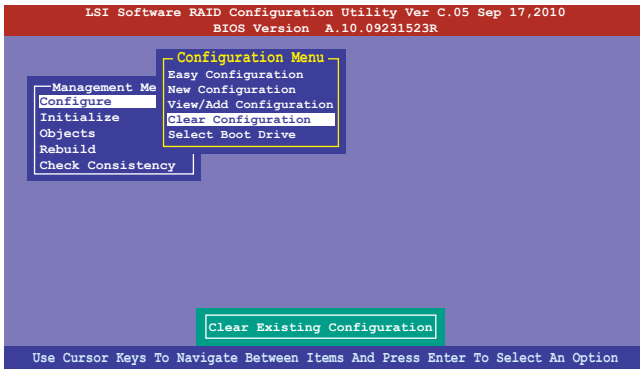 LSI Software RAID Configuration Utility Ver C.05 Sep 17,2010
BIOS Version A.10.09231523R
Management Me
Configure
Initialize
Objects
Rebuild
Check Consistency
Configuration Menu
Easy Configuration
New Configuration
View/Add Configuration
Clear Configuration
Select Boot Drive
Clear Existing Configuration
Use Cursor Keys To Navigate Between Items And Press Enter To Select An Option